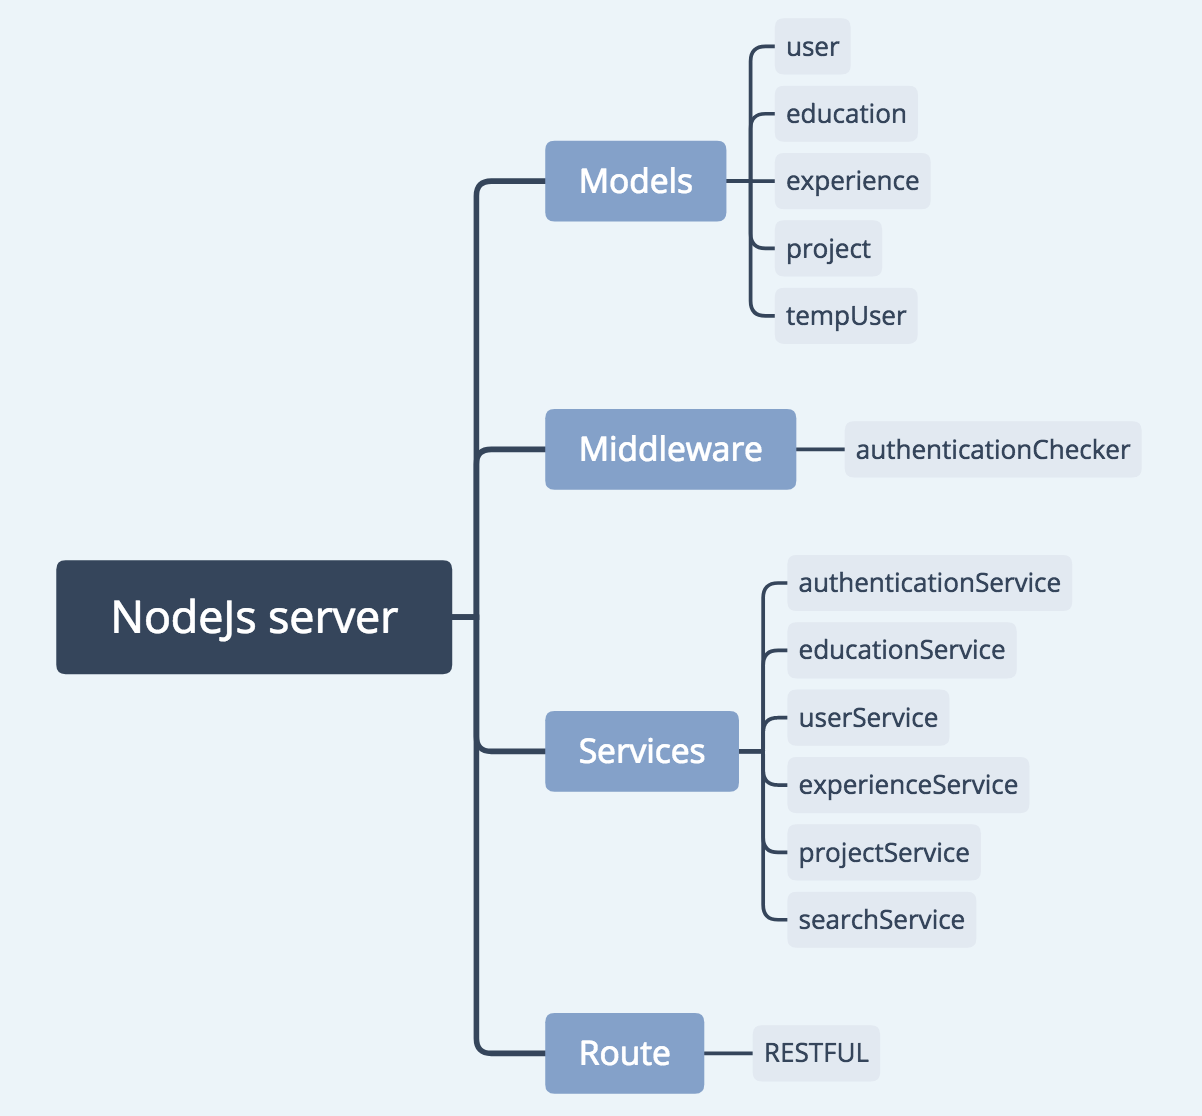 NodeJs server
Models
user
education
experience
project
tempUser
Middleware
authenticationChecker
Services
authenticationService
educationService
userService
experienceService
projectService
searchService
Route
RESTFUL